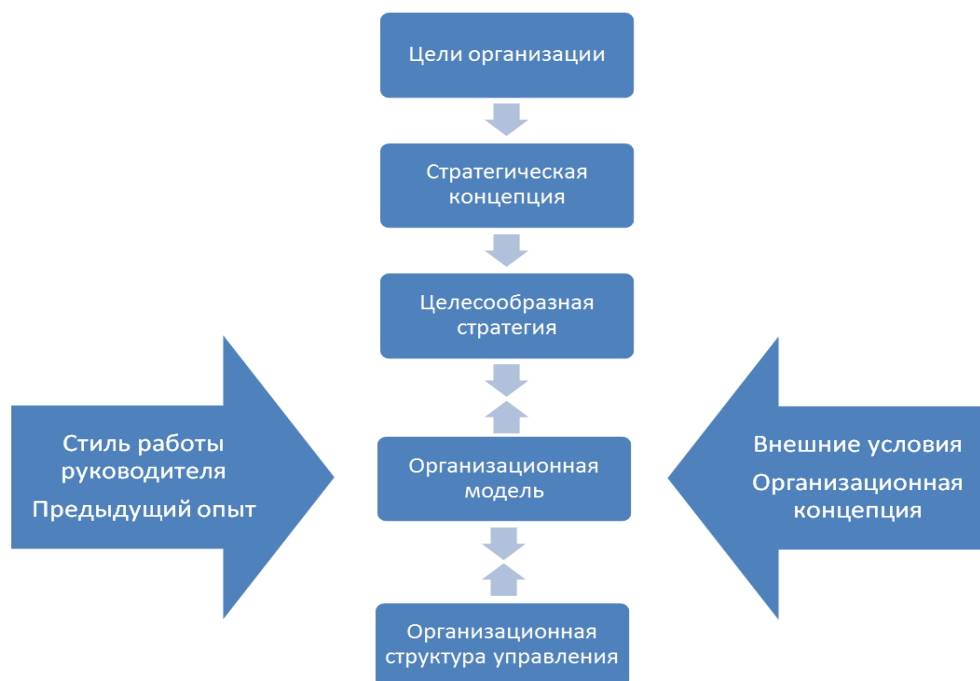 Цели организации
Стратегическая
концепция
Целесообразная
стратегия
Стиль работы
руководителя
Предыдущий опыт
Организационная
модель
Внешние условия
Организационная
концепция
Организационная
структура управления